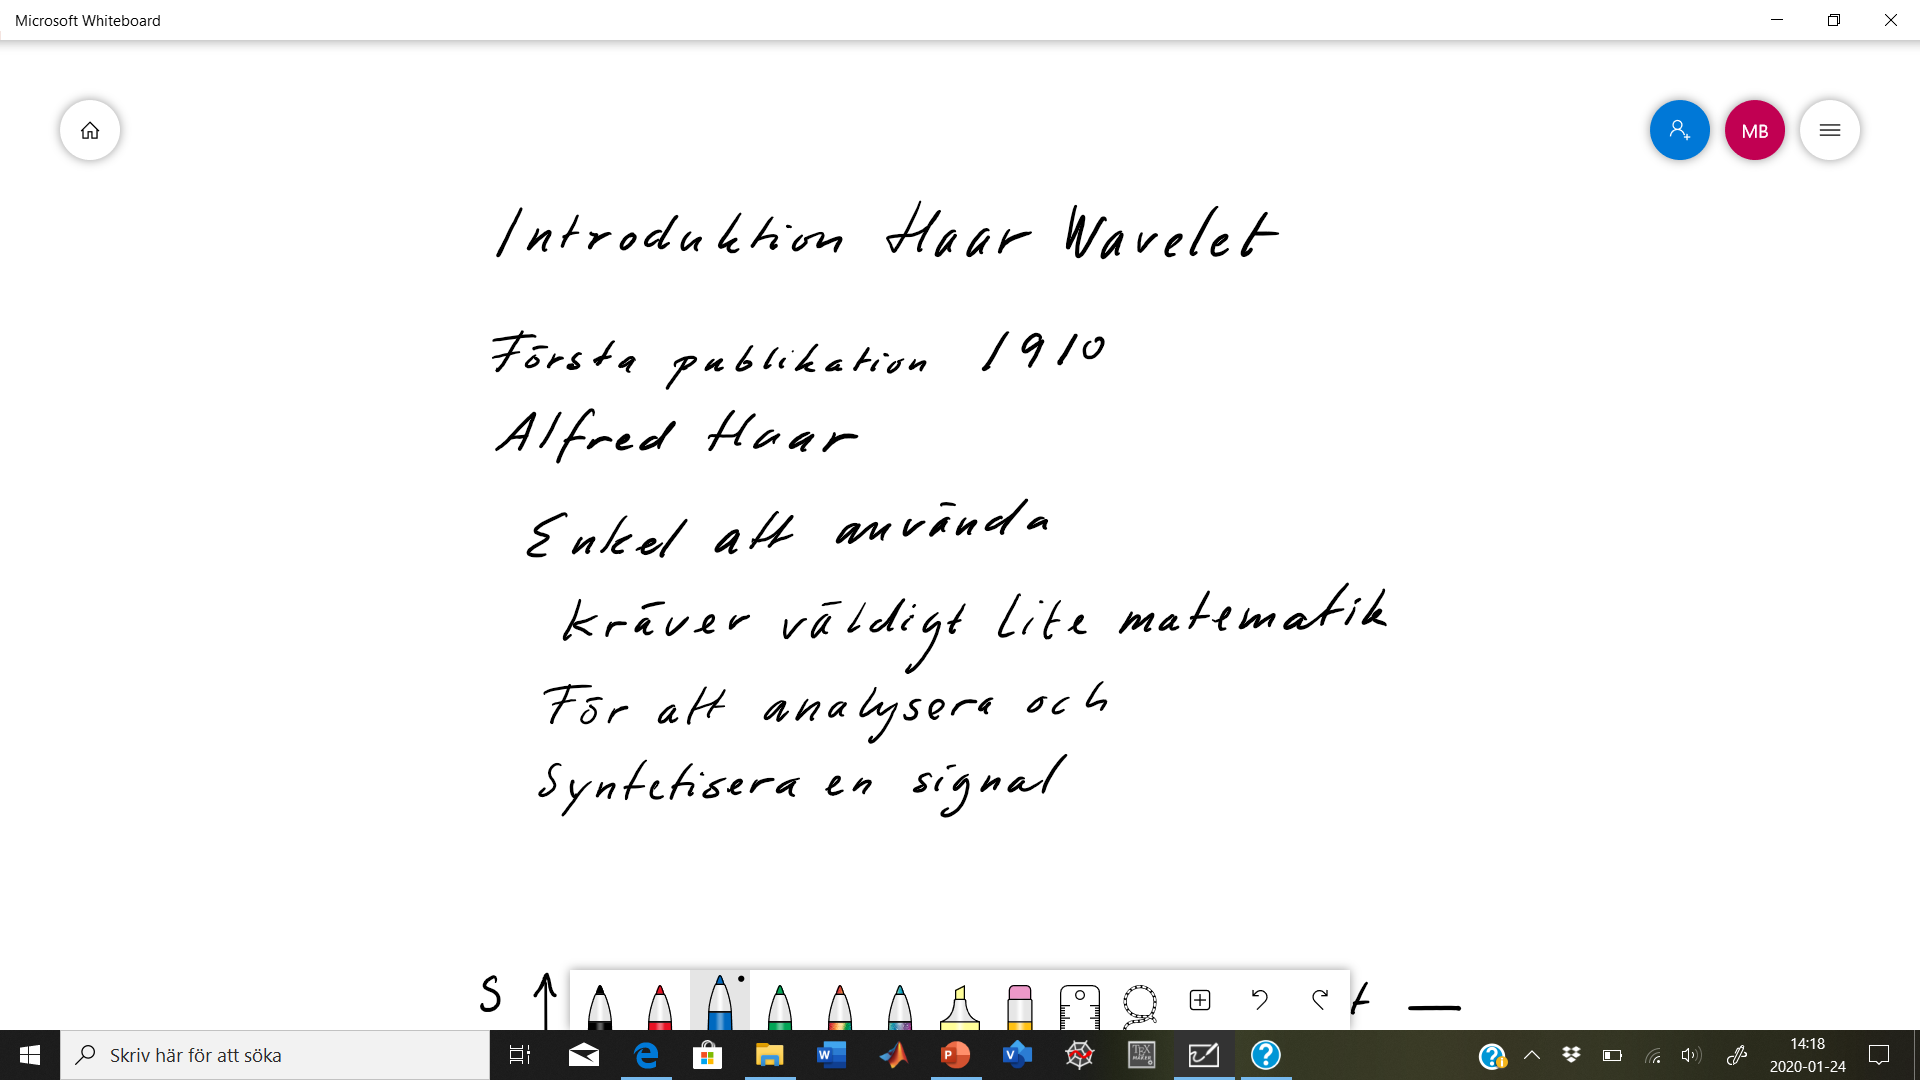 Microsoft Whiteboard
MB
Introduktion Haar Wavelet
Första publikation 1910
Alfred Haar
Enkel att använda
kräver väldigt lite matematik
För att analysera och
Syntetisera en signal
S
t
Skriv här för att söka
14:18
2020-01-24